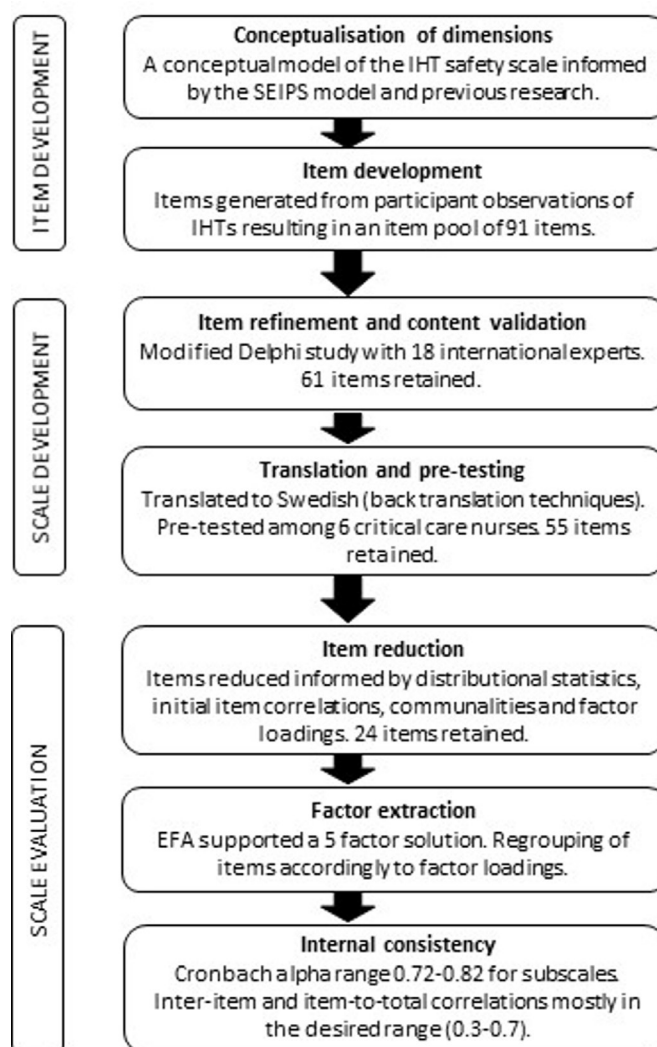 ITEM DEVELOPMENT
Conceptualisation of dimensions
A conceptual model of the IHT safety scale informed
by the SEIPS model and previous research.
Item development
Items generated from participant observations of
IHTs resulting in an item pool of 91 items.
SCALE DEVELOPMENT
Item refinement and content validation
Modified Delphi study with 18 international experts.
61 items retained.
Translation and pre-testing
Translated to Swedish (back translation techniques).
Pre-tested among 6 critical care nurses. 55 items
retained.
SCALE EVALUATION
Item reduction
Items reduced informed by distributional statistics,
initial item correlations, communalities and factor
loadings. 24 items retained.
Factor extraction
EFA supported a 5 factor solution. Regrouping of
items accordingly to factor loadings.
Internal consistency
Cronbach alpha range 0.72-0.82 for subscales.
Inter-item and item-to-total correlations mostly in
the desired range (0.3-0.7).